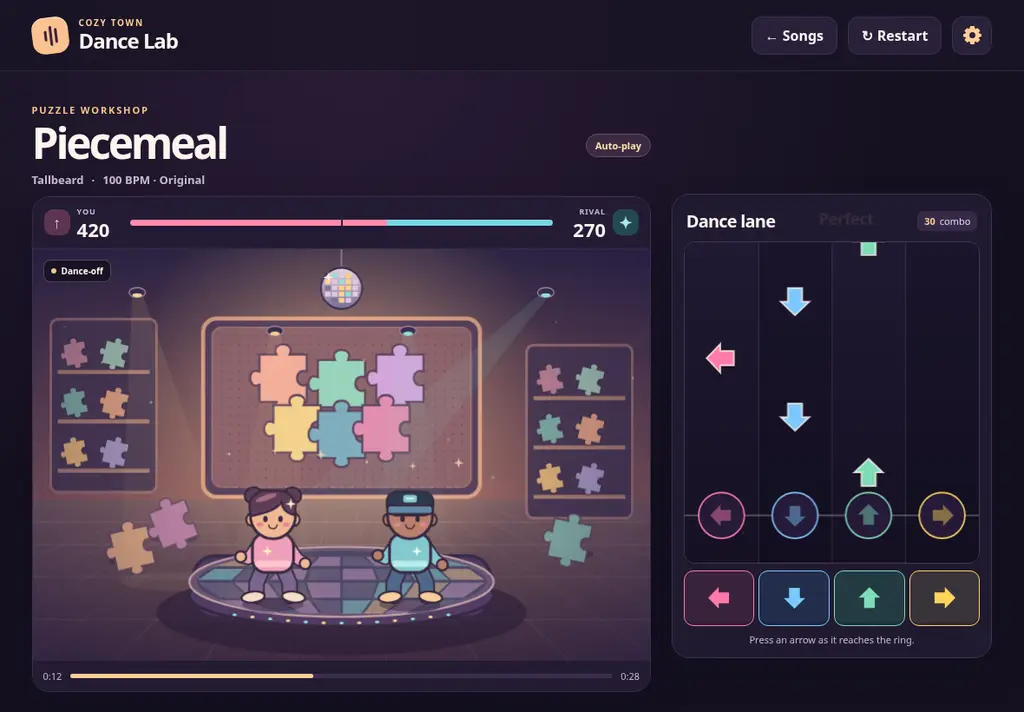 COZY TOWN
Dance Lab
← Songs
↻ Restart
PUZZLE WORKSHOP
Piecemeal
Auto-play
Tallbeard · 100 BPM · Original
YOU
420
RIVAL
270
Dance-off
0:12
0:28
Dance lane
Perfect
30 combo
Press an arrow as it reaches the ring.